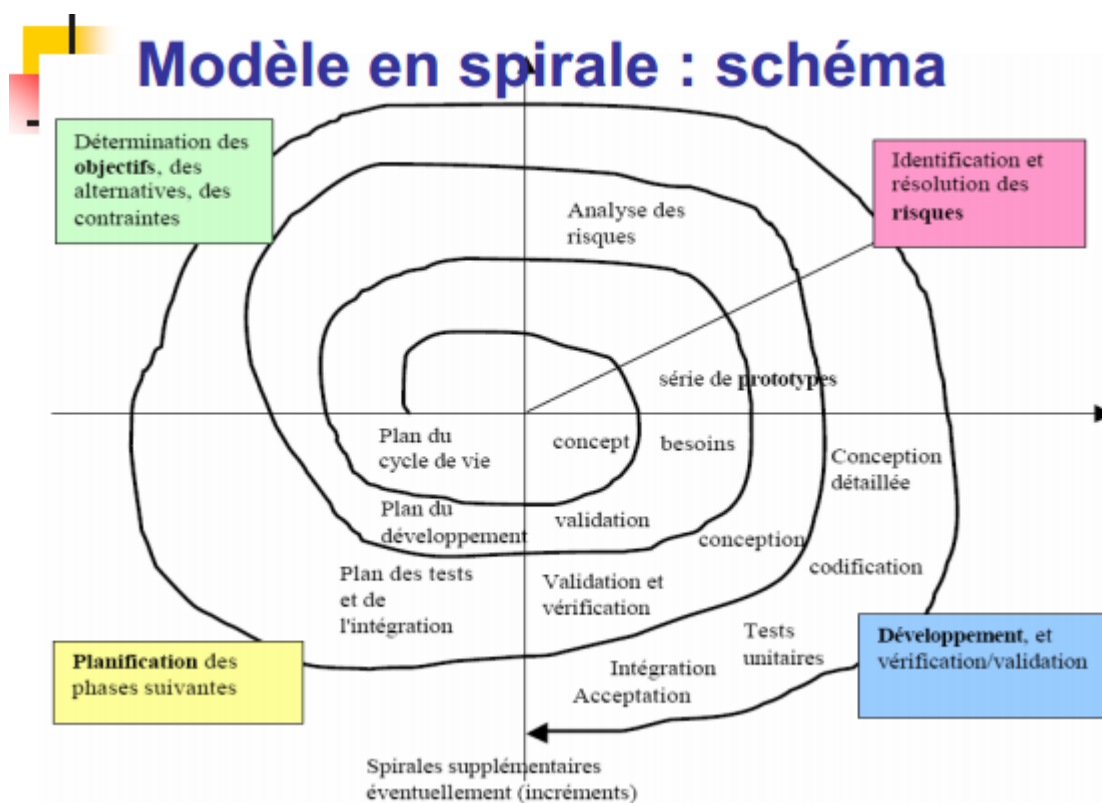 Modèle en spirale : schéma
Détermination des
objectifs, des
alternatives, des
contraintes
Identification et
résolution des
risques
Analyse des
risques
série de prototypes
Plan du
cycle de vie
concept
besoins
Conception
détaillée
Plan du
développement
validation
conception
codification
Plan des tests
et de
l'intégration
Validation et
vérification
Tests
unitaires
Planification des
phases suivantes
Développement, et
vérification/validation
Intégration
Acceptation
Spirales supplémentaires
éventuellement (incréments)